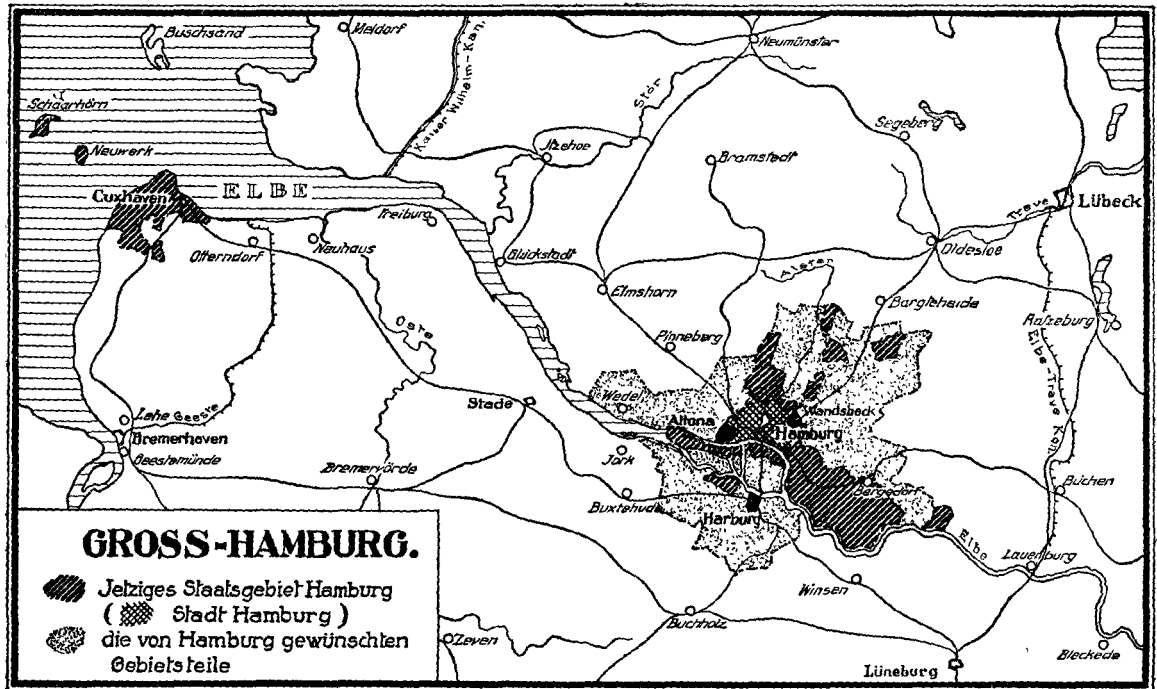 Buschsand
Meldorf
Kaiser Wilhelm-Kan.
Neumünster
Stör
Schaarhörn
Segeberg
Neuwerk
Itzehoe
Bramstedt
Cuxhaven
ELBE
Freiburg
Trave
Lübeck
Otterndorf
Neuhaus
Glückstadt
Oldesloe
Alster
Elmshorn
Bargteheide
Ratzeburg
Oste
Pinneberg
Elbe-Trave Kan.
Wedel
Stade
Lehe
Geeste
Altona
Wandsbeck
Hamburg
Bremerhaven
Geestemünde
Jork
Bremervörde
Bergedorf
Büchen
Buxtehude
Harburg
Elbe
Lauenburg
Winsen
Buchholz
Zeven
Bleckede
Lüneburg
GROSS-HAMBURG.
Jetziges Staatsgebiet Hamburg
( Stadt Hamburg )
die von Hamburg gewünschten
Gebietsteile